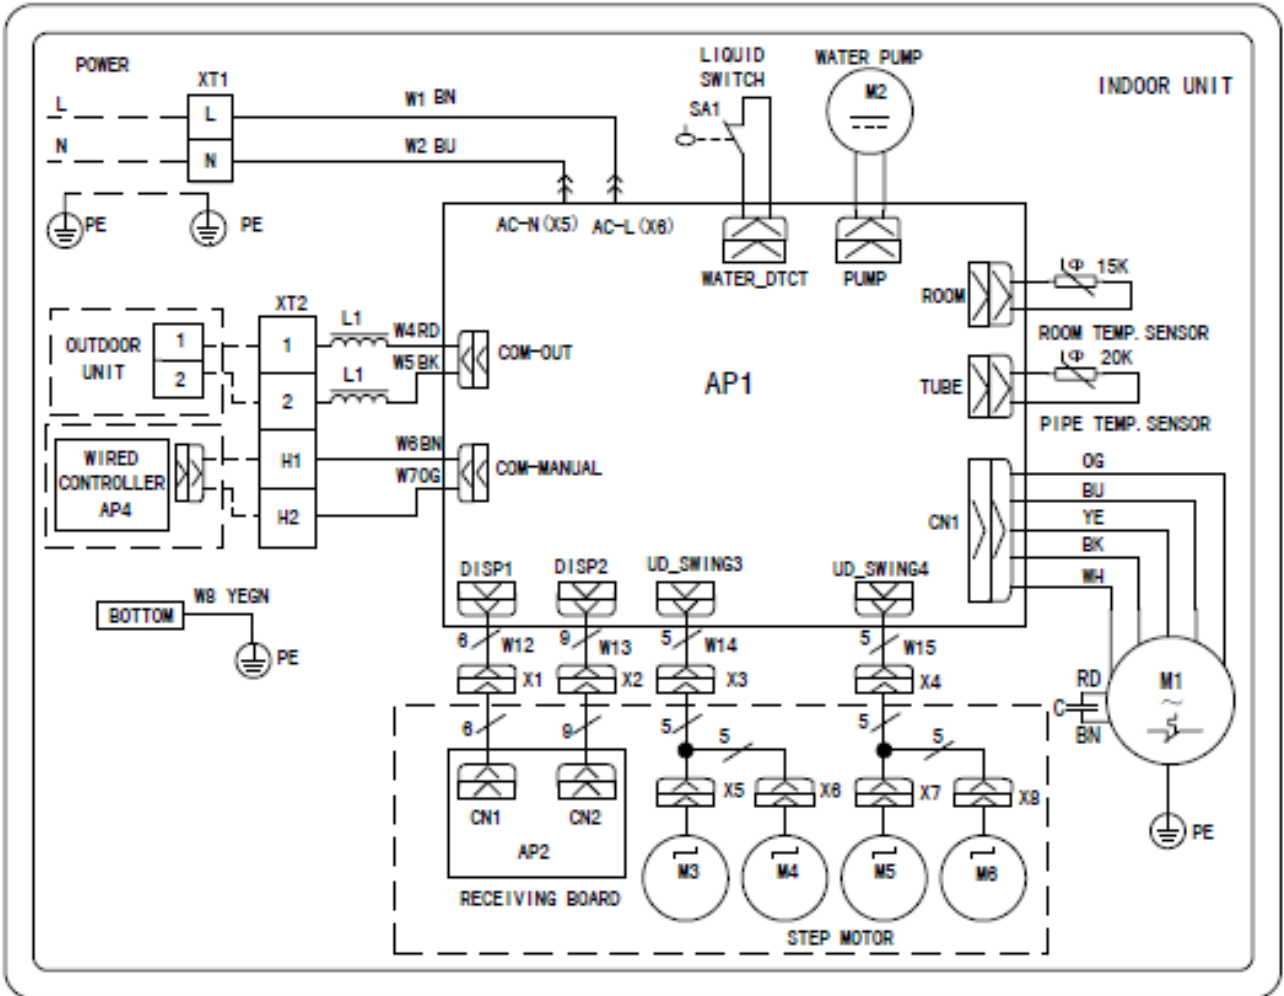 POWER
LIQUID
SWITCH
WATER PUMP
INDOOR UNIT
XT1
L
L
W1 BN
SA1
M2
N
N
W2 BU
PE
PE
AC-N(X5)
AC-L(X6)
WATER_DTCT
PUMP
ROOM
15K
ROOM TEMP.SENSOR
XT2
OUTDOOR
UNIT
1
2
1
2
L1
L1
W4RD
W5BK
COM-OUT
AP1
TUBE
20K
PIPE TEMP.SENSOR
WIRED
CONTROLLER
AP4
H1
H2
W6BN
W7OG
COM-MANUAL
CN1
OG
BU
YE
BK
WH
DISP1
DISP2
UD_SWING3
UD_SWING4
BOTTOM
W8 YEGN
PE
6
W12
9
W13
5
W14
5
W15
X1
X2
X3
X4
RD
C
BN
M1
~
6
9
5
5
5
5
CN1
CN2
X5
X6
X7
X8
PE
AP2
M3
M4
M5
M6
RECEIVING BOARD
STEP MOTOR